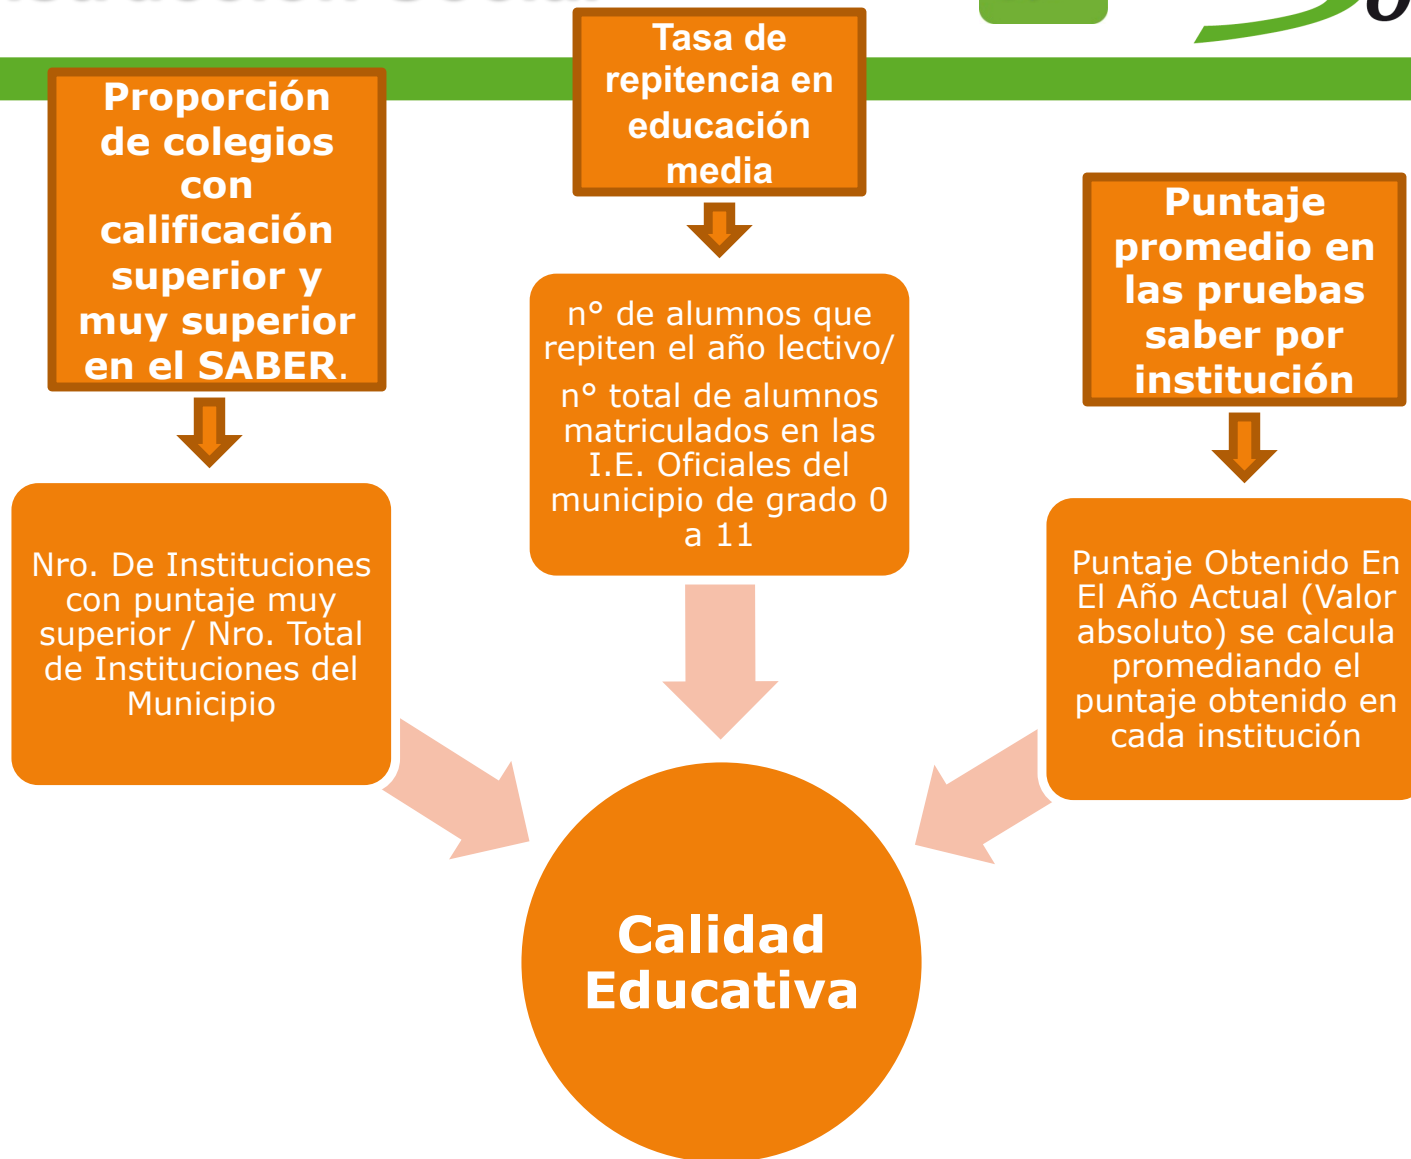 Proporción
de colegios
con
calificación
superior y
muy superior
en el SABER.
Nro. De Instituciones
con puntaje muy
superior / Nro. Total
de Instituciones del
Municipio
Tasa de
repitencia en
educación
media
n° de alumnos que
repiten el año lectivo/
n° total de alumnos
matriculados en las
I.E. Oficiales del
municipio de grado 0
a 11
Puntaje
promedio en
las pruebas
saber por
institución
Puntaje Obtenido En
El Año Actual (Valor
absoluto) se calcula
promediando el
puntaje obtenido en
cada institución
Calidad
Educativa